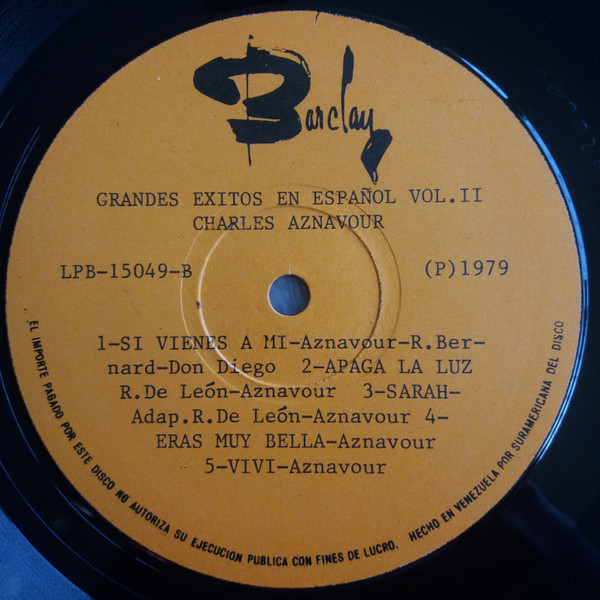 Barclay
GRANDES EXITOS EN ESPAÑOL VOL.II
CHARLES AZNAVOUR
LPB-15049-B
(P)1979
1-SI VIENES A MI-Aznavour-R.Ber-
nard-Don Diego 2-APAGA LA LUZ
R.De León-Aznavour 3-SARAH-
Adap.R.De León-Aznavour 4-
ERAS MUY BELLA-Aznavour
5-VIVI-Aznavour
EL IMPORTE PAGADO POR ESTE DISCO NO AUTORIZA SU EJECUCION PUBLICA CON FINES DE LUCRO. HECHO EN VENEZUELA POR SURAMERICANA DEL DISCO